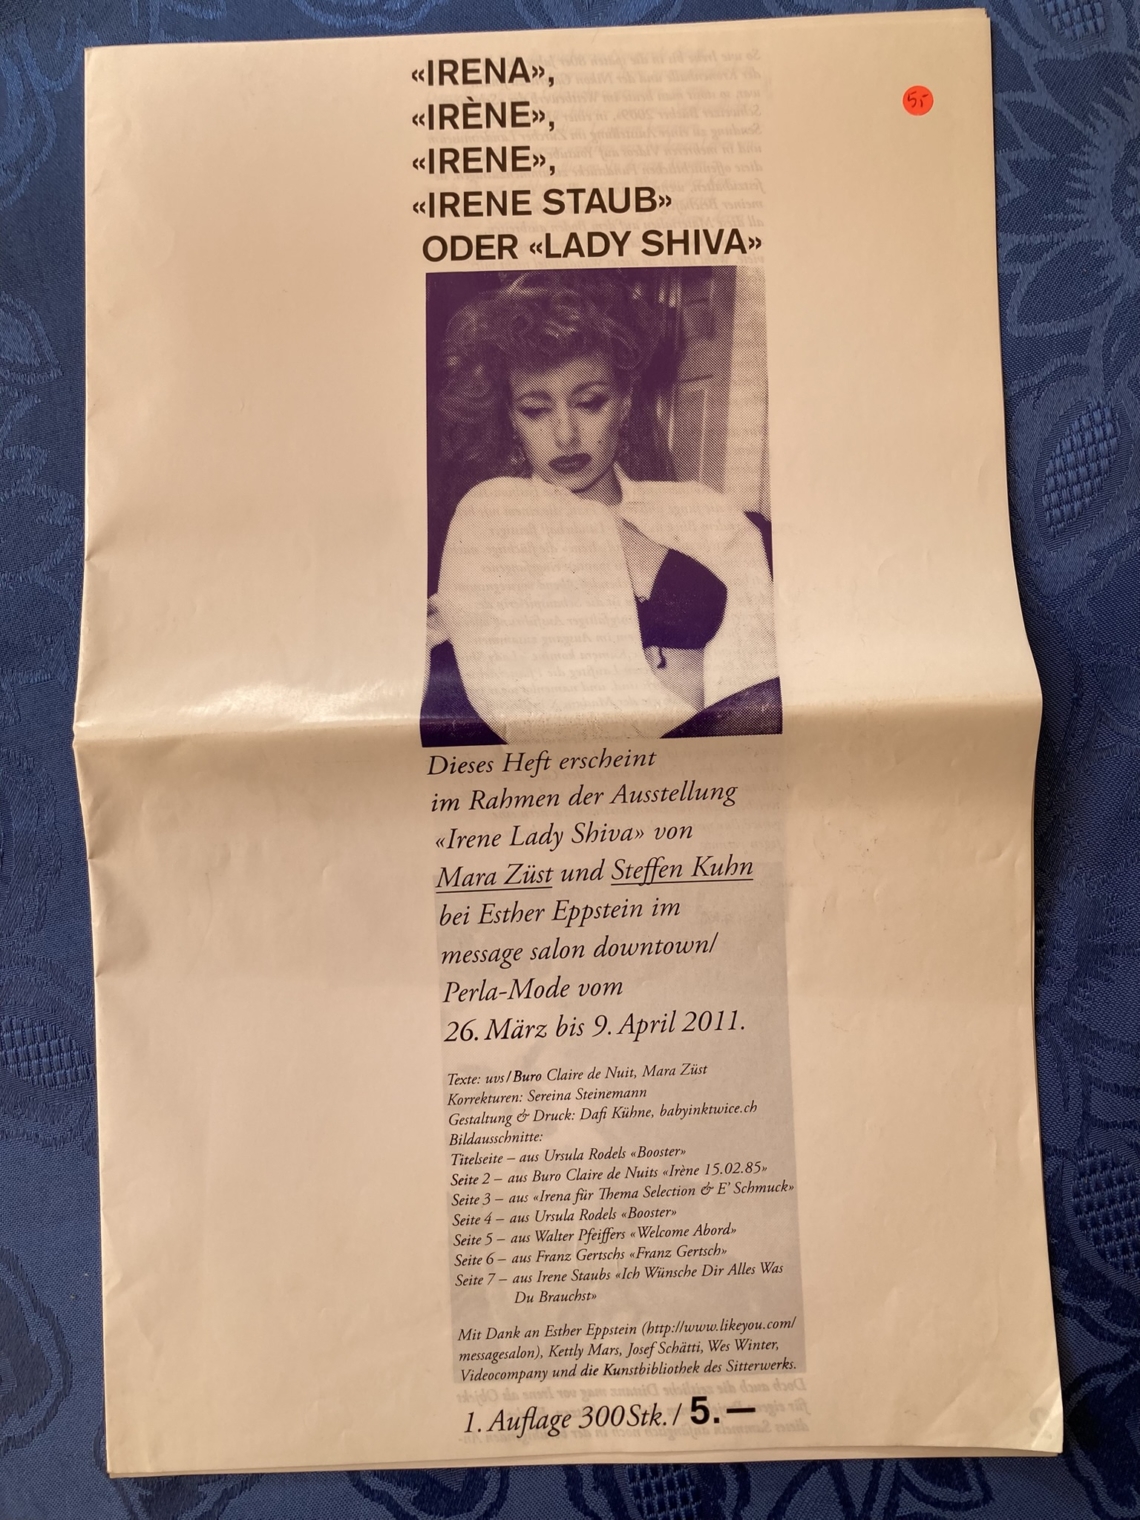 «IRENA»,
«IRÈNE»,
«IRENE»,
«IRENE STAUB»
ODER «LADY SHIVA»
5.-
Dieses Heft erscheint
im Rahmen der Ausstellung
«Irene Lady Shiva» von
Mara Züst und Steffen Kuhn
bei Esther Eppstein im
message salon downtown/
Perla-Mode vom
26. März bis 9. April 2011.
Texte: uvs/Buro Claire de Nuit, Mara Züst
Korrekturen: Sereina Steinemann
Gestaltung & Druck: Dafi Kühne, babyinktwice.ch
Bildausschnitte:
Titelseite – aus Ursula Rodels «Booster»
Seite 2 – aus Buro Claire de Nuits «Irène 15.02.85»
Seite 3 – aus «Irena für Thema Selection & E' Schmuck»
Seite 4 – aus Ursula Rodels «Booster»
Seite 5 – aus Walter Pfeiffers «Welcome Abord»
Seite 6 – aus Franz Gertschs «Franz Gertsch»
Seite 7 – aus Irene Staubs «Ich Wünsche Dir Alles Was
Du Brauchst»
Mit Dank an Esther Eppstein (http://www.likeyou.com/
messagesalon), Kettly Mars, Josef Schätti, Wes Winter,
Videocompany und die Kunstbibliothek des Sitterwerks.
1. Auflage 300Stk. / 5.—